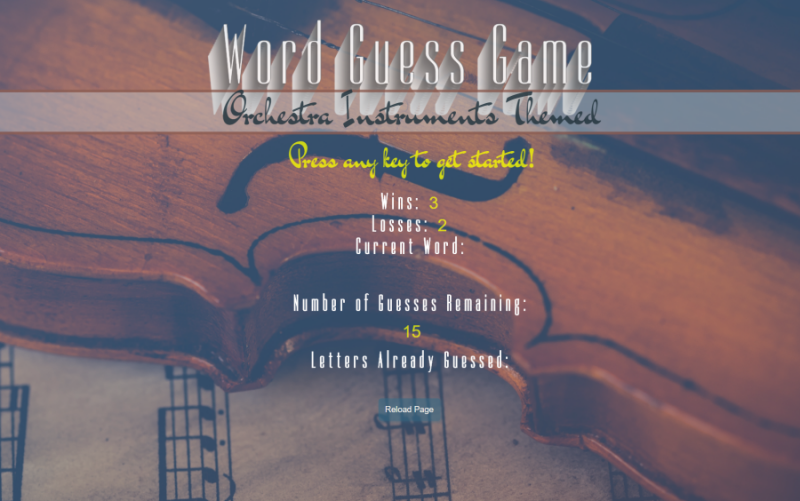 Word Guess Game
Orchestra Instruments Themed
Press any key to get started!
Wins: 3
Losses: 2
Current Word:
Number of Guesses Remaining:
15
Letters Already Guessed:
Reload Page